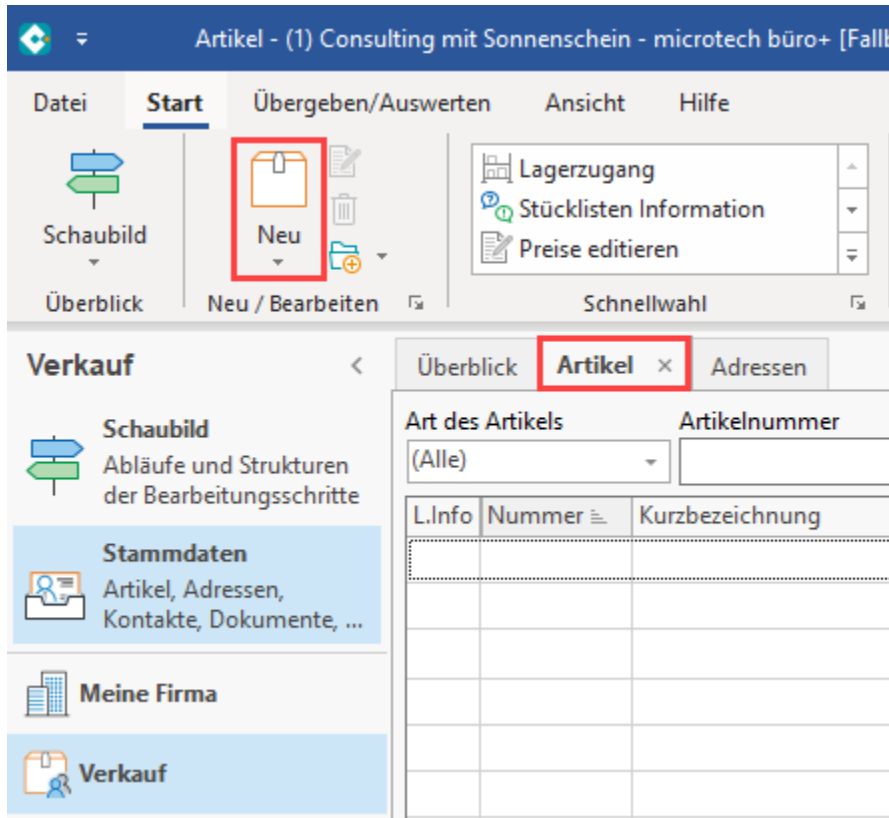 Artikel - (1) Consulting mit Sonnenschein - microtech büro+
Datei Start Übergeben/Auswerten Ansicht Hilfe
Schaubild
Überblick
Neu
Neu / Bearbeiten
Lagerzugang
Stücklisten Information
Preise editieren
Schnellwahl
Verkauf
Schaubild
Abläufe und Strukturen
der Bearbeitungsschritte
Stammdaten
Artikel, Adressen,
Kontakte, Dokumente, ...
Meine Firma
Verkauf
Überblick Artikel Adressen
Art des Artikels Artikelnummer
(Alle)
L.Info Nummer Kurzbezeichnung